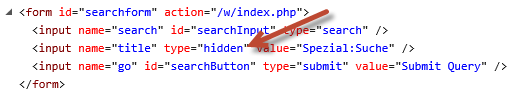 <form id="searchform" action="/w/index.php">
<input name="search" id="searchInput" type="search" />
<input name="title" type="hidden" value="Spezial:Suche" />
<input name="go" id="searchButton" type="submit" value="Submit Query" />
</form>